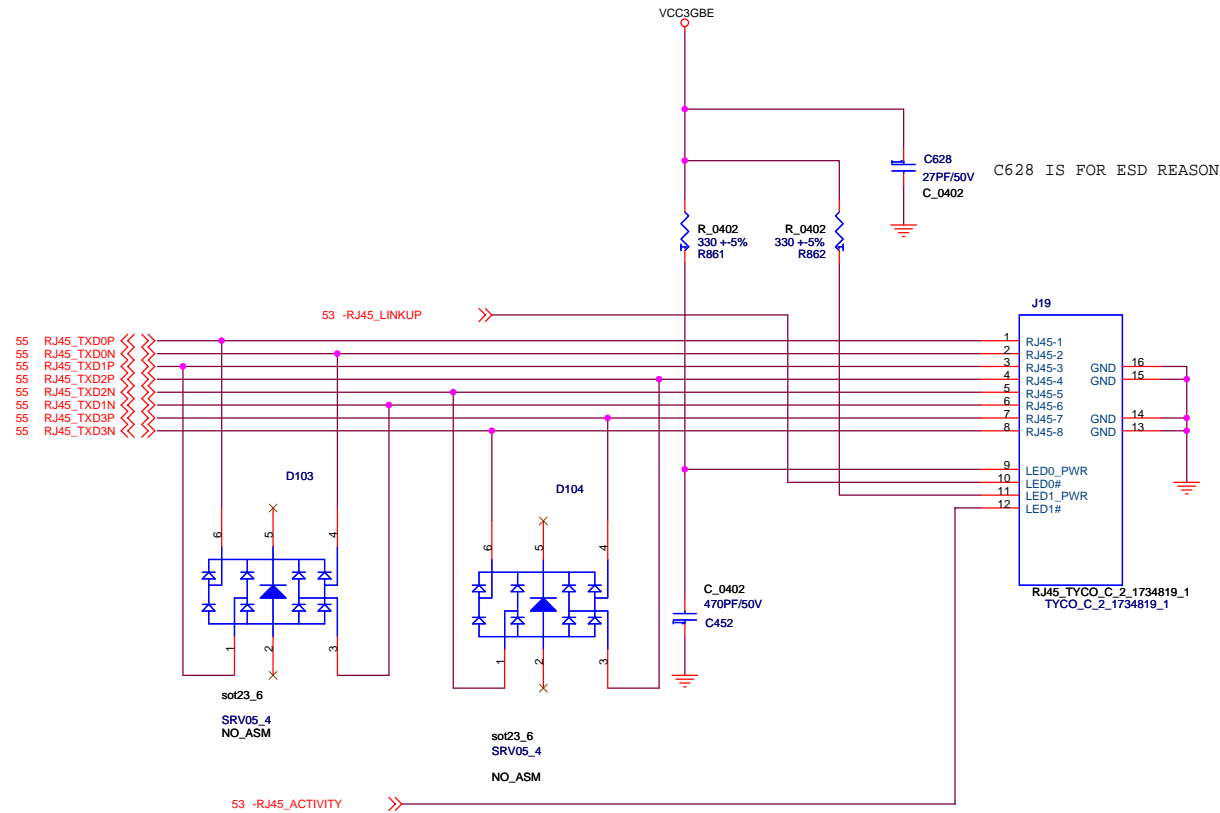 VCC3GBE
C628
27PF/50V
C_0402
C628 IS FOR ESD REASON
R_0402
330 +-5%
R861
R_0402
330 +-5%
R862
J19
53 -RJ45_LINKUP
55 RJ45_TXD0P
55 RJ45_TXD0N
55 RJ45_TXD1P
55 RJ45_TXD2P
55 RJ45_TXD2N
55 RJ45_TXD1N
55 RJ45_TXD3P
55 RJ45_TXD3N
1 RJ45-1
2 RJ45-2
3 RJ45-3
4 RJ45-4
5 RJ45-5
6 RJ45-6
7 RJ45-7
8 RJ45-8
9 LED0_PWR
10 LED0#
11 LED1_PWR
12 LED1#
GND 16
GND 15
GND 14
GND 13
RJ45_TYCO_C_2_1734819_1
TYCO_C_2_1734819_1
D103
6 5 4
1 2 3
sot23_6
SRV05_4
NO_ASM
D104
6 5 4
1 2 3
sot23_6
SRV05_4
NO_ASM
C_0402
470PF/50V
C452
53 -RJ45_ACTIVITY